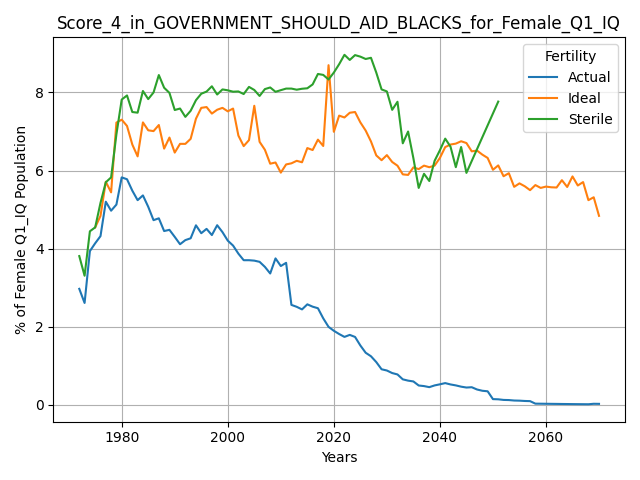 Score_4_in_GOVERNMENT_SHOULD_AID_BLACKS_for_Female_Q1_IQ
Fertility
Actual
Ideal
Sterile
% of Female Q1_IQ Population
8
6
4
2
0
1980 2000 2020 2040 2060
Years